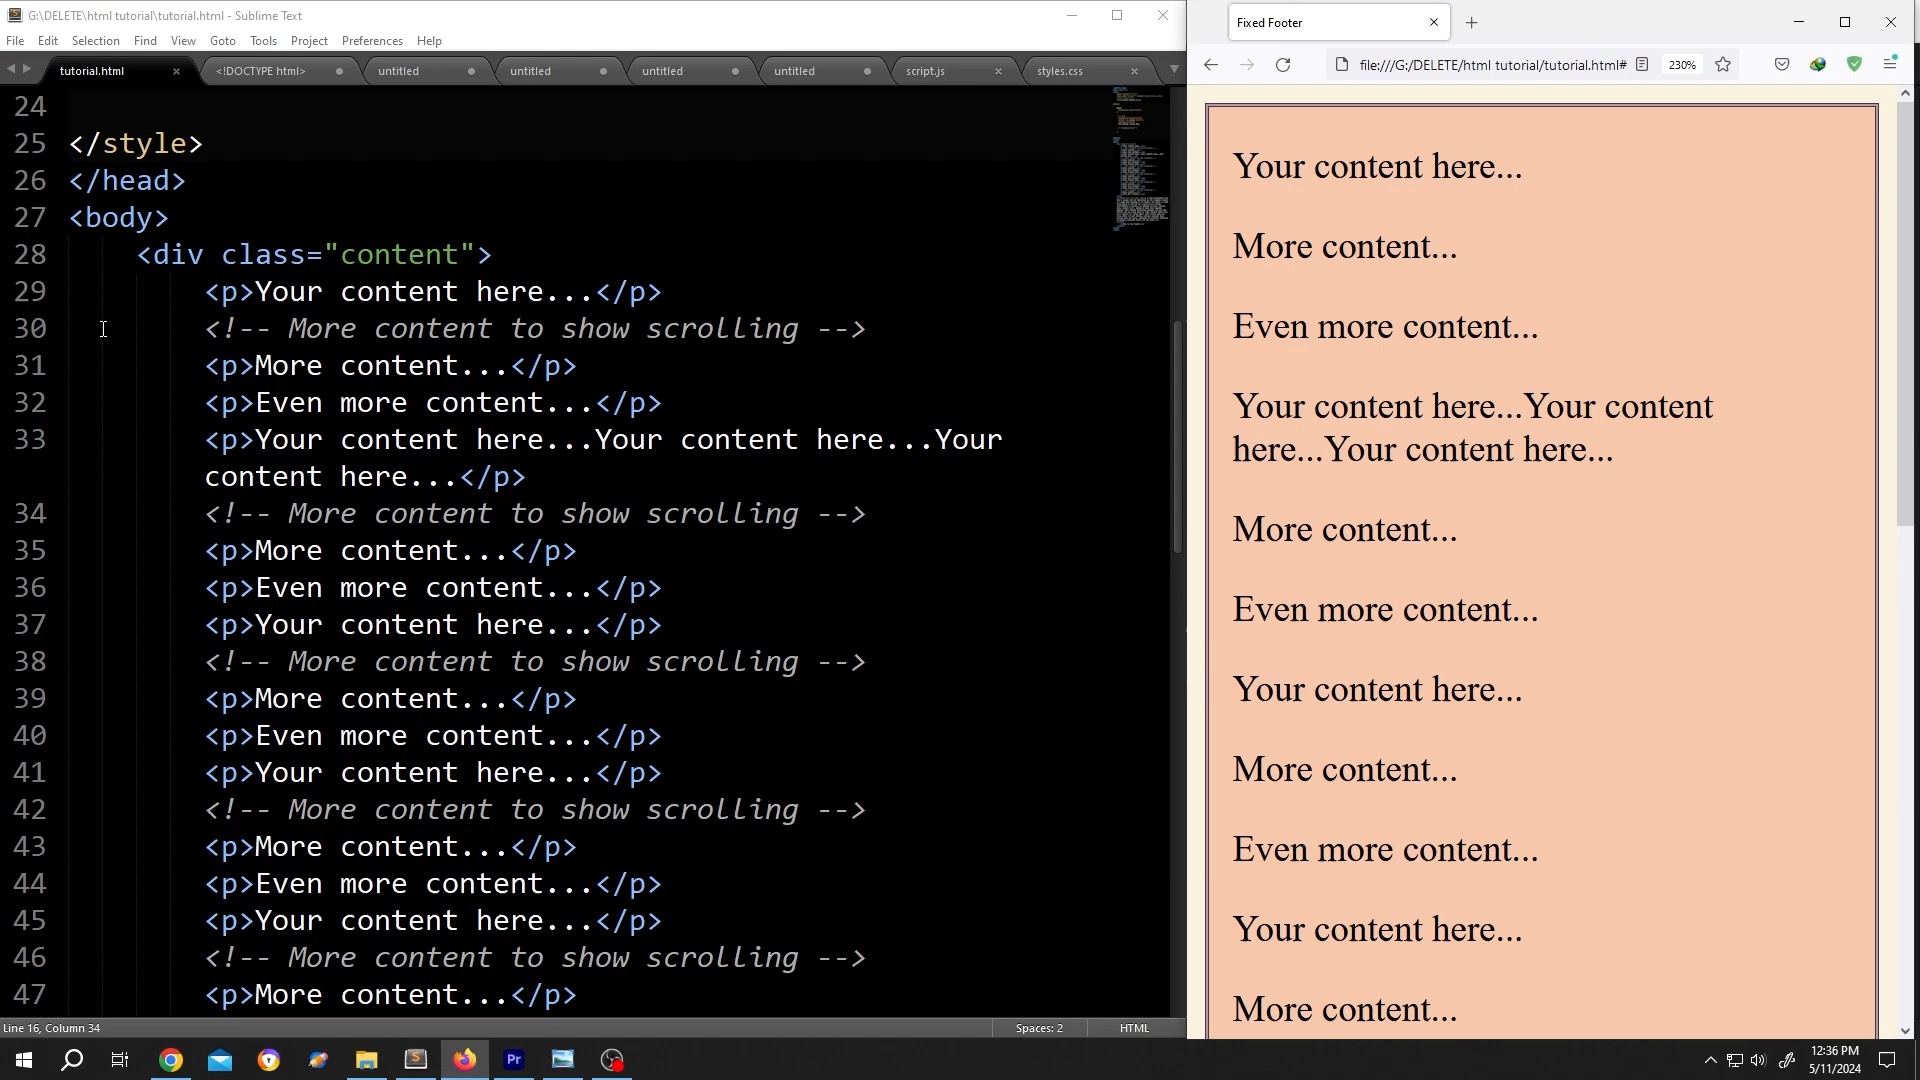 G:\DELETE\html tutorial\tutorial.html - Sublime Text
File Edit Selection Find View Goto Tools Project Preferences Help
tutorial.html <!DOCTYPE html> untitled untitled untitled untitled script.js styles.css
24
25 </style>
26 </head>
27 <body>
28 <div class="content">
29 <p>Your content here...</p>
30 <!-- More content to show scrolling -->
31 <p>More content...</p>
32 <p>Even more content...</p>
33 <p>Your content here...Your content here...Your
content here...</p>
34 <!-- More content to show scrolling -->
35 <p>More content...</p>
36 <p>Even more content...</p>
37 <p>Your content here...</p>
38 <!-- More content to show scrolling -->
39 <p>More content...</p>
40 <p>Even more content...</p>
41 <p>Your content here...</p>
42 <!-- More content to show scrolling -->
43 <p>More content...</p>
44 <p>Even more content...</p>
45 <p>Your content here...</p>
46 <!-- More content to show scrolling -->
47 <p>More content...</p>
Line 16, Column 34 Spaces: 2 HTML
Fixed Footer
file:///G:/DELETE/html tutorial/tutorial.html# 230%
Your content here...
More content...
Even more content...
Your content here...Your content
here...Your content here...
More content...
Even more content...
Your content here...
More content...
Even more content...
Your content here...
More content...
Pr
12:36 PM
5/11/2024